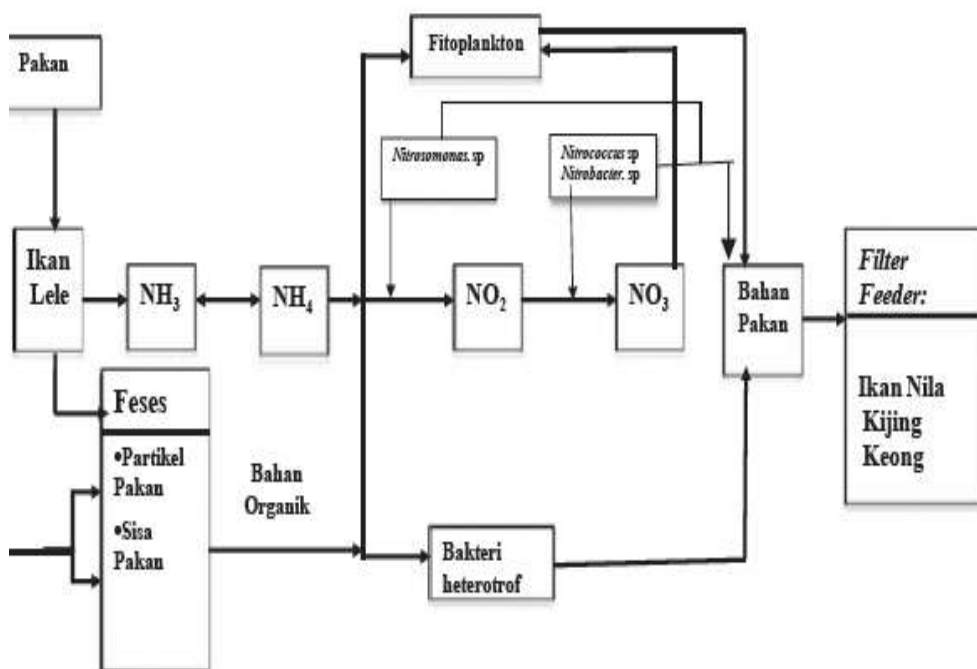 Pakan
Fitoplankton
Nitrosomonas. sp
Nitrococcus sp
Nitrobacter. sp
Ikan
Lele
NH₃
NH₄
NO₂
NO₃
Bahan
Pakan
Filter
Feeder:
Ikan Nila
Kijing
Keong
Feses
•Partikel
Pakan
•Sisa
Pakan
Bahan
Organik
Bakteri
heterotrof